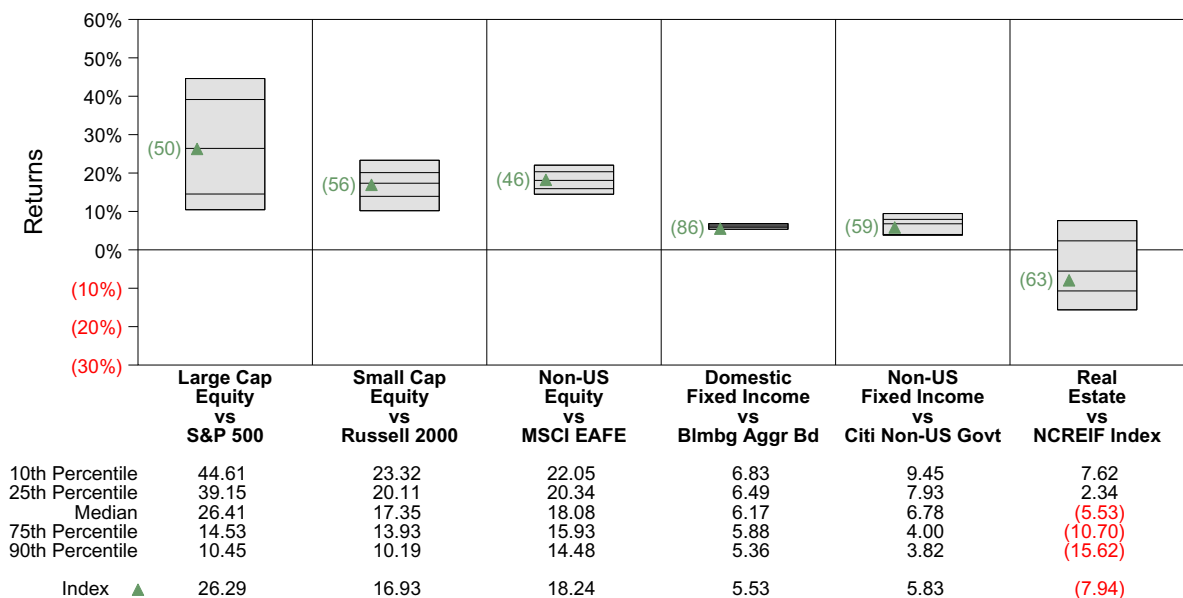 60%
50%
40%
30%
20%
10%
0%
(10%)
(20%)
(30%)
Returns
(50)
(56)
(46)
(86)
(59)
(63)
Large Cap
Equity
vs
S&P 500
Small Cap
Equity
vs
Russell 2000
Non-US
Equity
vs
MSCI EAFE
Domestic
Fixed Income
vs
Blmbg Aggr Bd
Non-US
Fixed Income
vs
Citi Non-US Govt
Real
Estate
vs
NCREIF Index
10th Percentile 44.61 23.32 22.05 6.83 9.45 7.62
25th Percentile 39.15 20.11 20.34 6.49 7.93 2.34
Median 26.41 17.35 18.08 6.17 6.78 (5.53)
75th Percentile 14.53 13.93 15.93 5.88 4.00 (10.70)
90th Percentile 10.45 10.19 14.48 5.36 3.82 (15.62)
Index 26.29 16.93 18.24 5.53 5.83 (7.94)